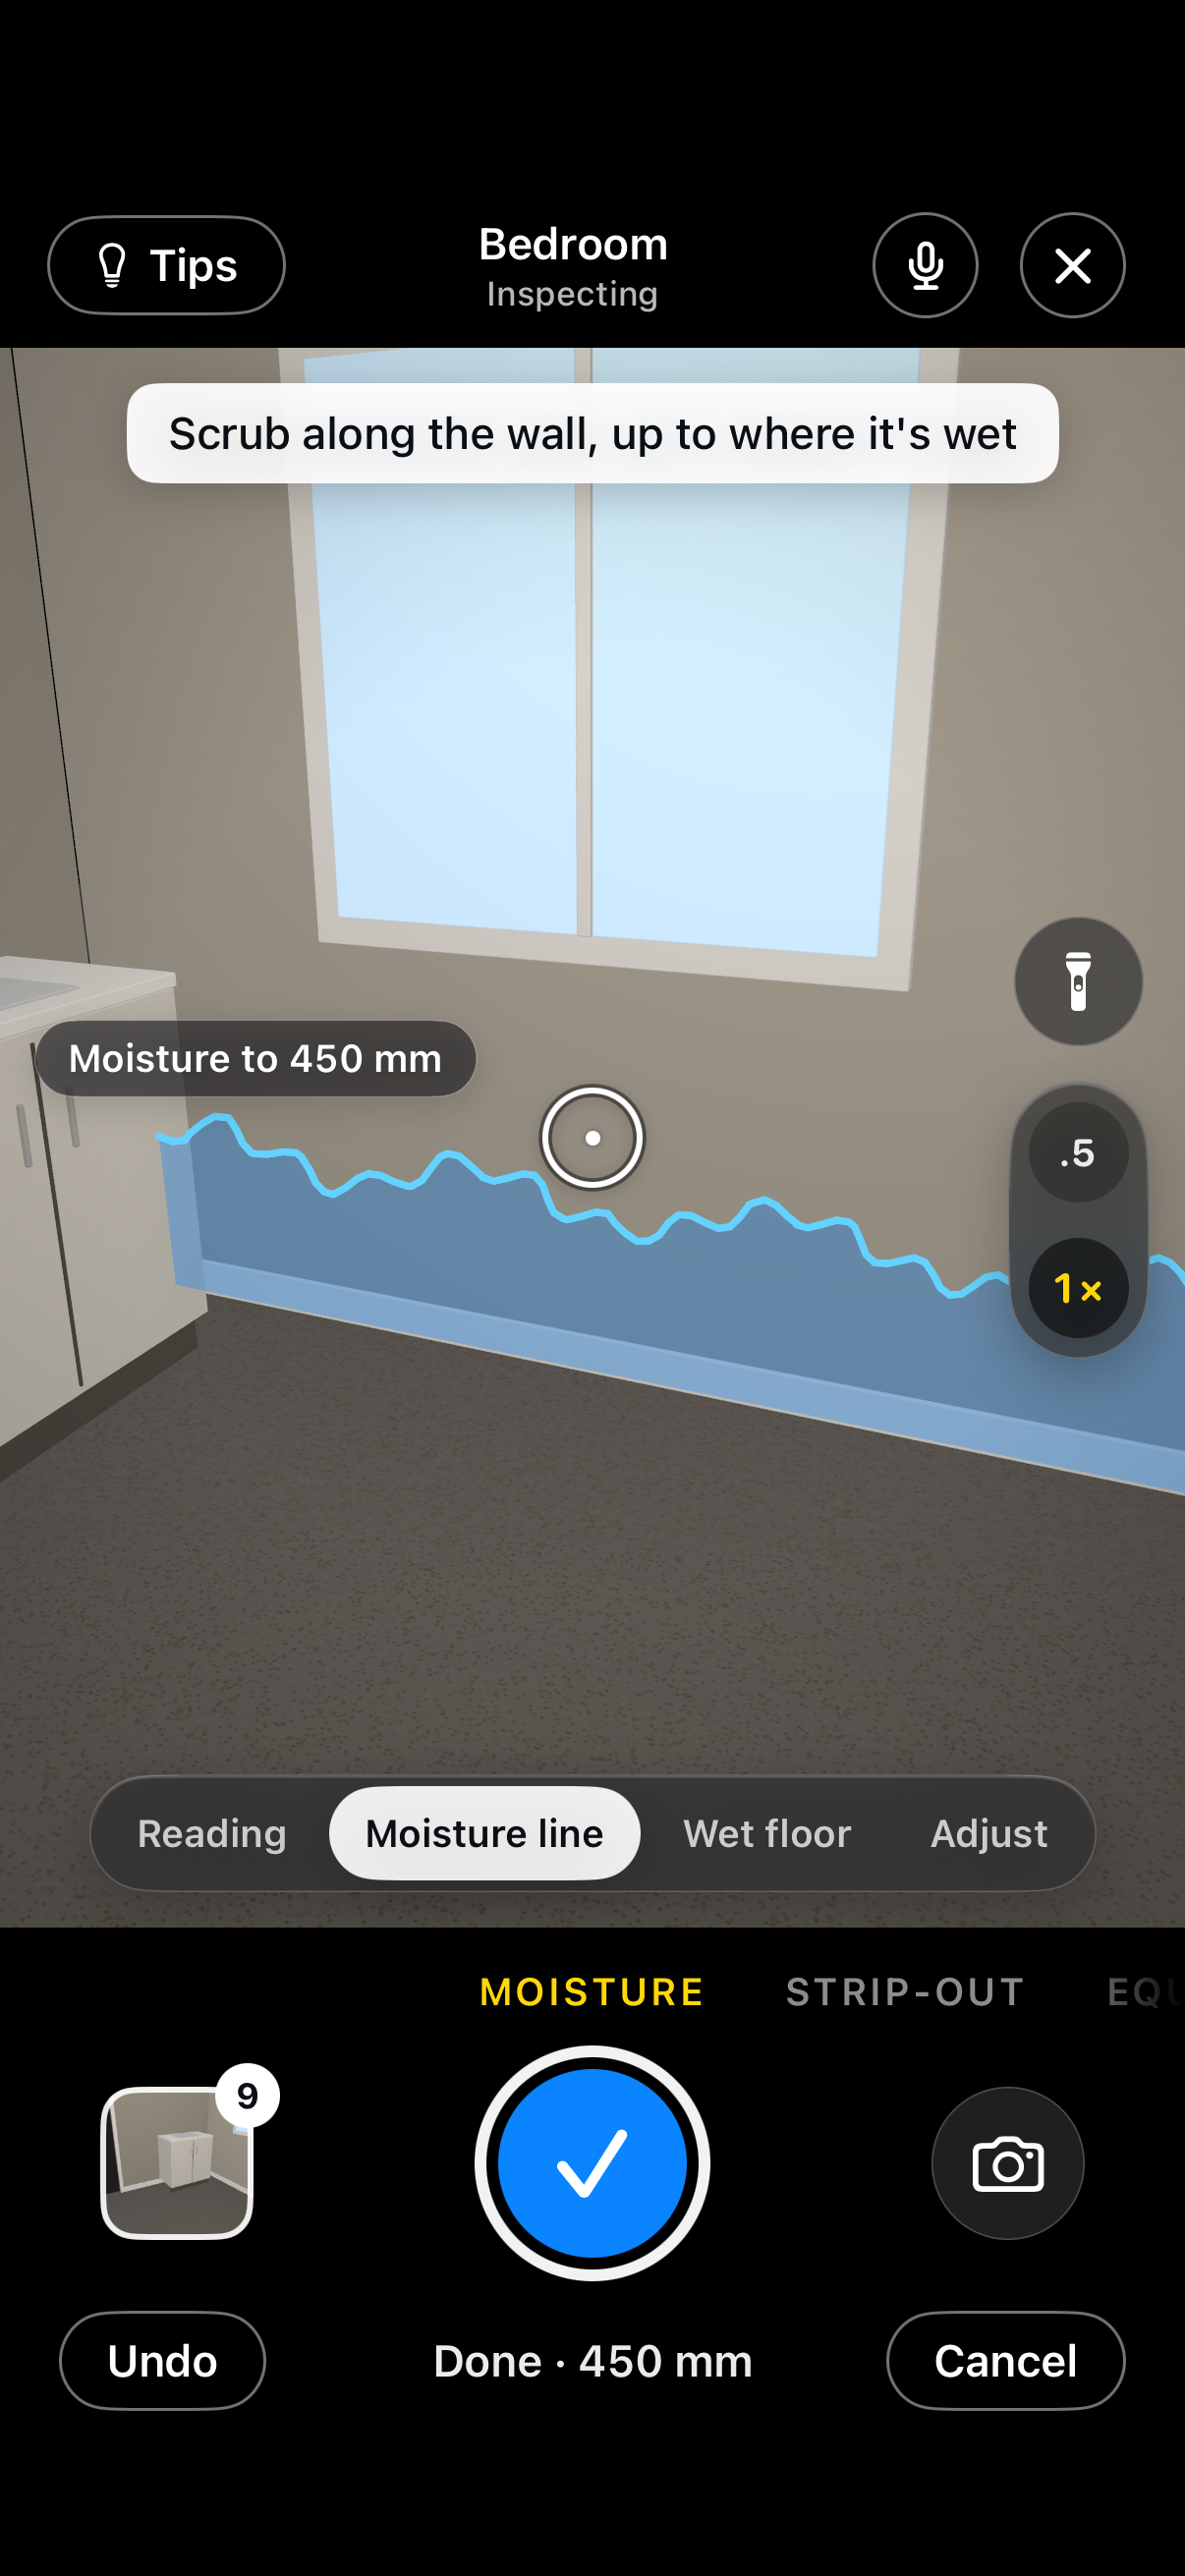 Tips
Bedroom
Inspecting
Scrub along the wall, up to where it's wet
Moisture to 450 mm
.5
1×
Reading
Moisture line
Wet floor
Adjust
MOISTURE
STRIP-OUT
9
Undo
Done · 450 mm
Cancel